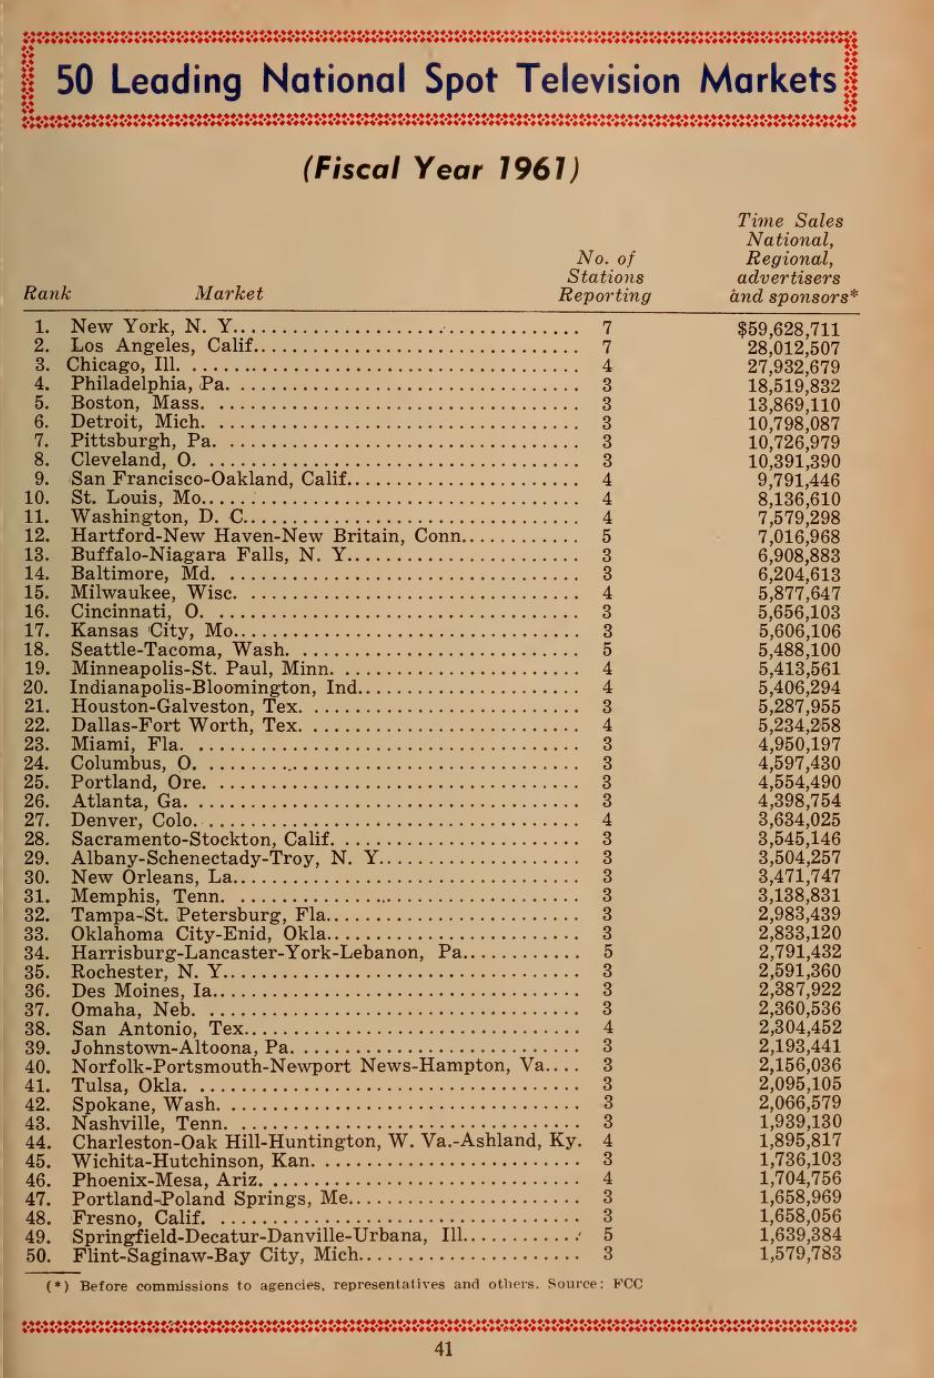 50 Leading National Spot Television Markets
(Fiscal Year 1961)
Time Sales
National,
No. of Regional,
Stations advertisers
Rank Market Reporting and sponsors*
1. New York, N. Y. 7 $59,628,711
2. Los Angeles, Calif. 7 28,012,507
3. Chicago, Ill. 4 27,932,679
4. Philadelphia, Pa. 3 18,519,832
5. Boston, Mass. 3 13,869,110
6. Detroit, Mich. 3 10,798,087
7. Pittsburgh, Pa. 3 10,726,979
8. Cleveland, O. 3 10,391,390
9. San Francisco-Oakland, Calif. 4 9,791,446
10. St. Louis, Mo. 4 8,136,610
11. Washington, D. C. 4 7,579,298
12. Hartford-New Haven-New Britain, Conn. 5 7,016,968
13. Buffalo-Niagara Falls, N. Y. 3 6,908,883
14. Baltimore, Md. 3 6,204,613
15. Milwaukee, Wisc. 4 5,877,647
16. Cincinnati, O. 3 5,656,103
17. Kansas City, Mo. 3 5,606,106
18. Seattle-Tacoma, Wash. 5 5,488,100
19. Minneapolis-St. Paul, Minn. 4 5,413,561
20. Indianapolis-Bloomington, Ind. 4 5,406,294
21. Houston-Galveston, Tex. 3 5,287,955
22. Dallas-Fort Worth, Tex. 4 5,234,258
23. Miami, Fla. 3 4,950,197
24. Columbus, O. 3 4,597,430
25. Portland, Ore. 3 4,554,490
26. Atlanta, Ga. 3 4,398,754
27. Denver, Colo. 4 3,634,025
28. Sacramento-Stockton, Calif. 3 3,545,146
29. Albany-Schenectady-Troy, N. Y. 3 3,504,257
30. New Orleans, La. 3 3,471,747
31. Memphis, Tenn. 3 3,138,831
32. Tampa-St. Petersburg, Fla. 3 2,983,439
33. Oklahoma City-Enid, Okla. 3 2,833,120
34. Harrisburg-Lancaster-York-Lebanon, Pa. 5 2,791,432
35. Rochester, N. Y. 3 2,591,360
36. Des Moines, Ia. 3 2,387,922
37. Omaha, Neb. 3 2,360,536
38. San Antonio, Tex. 4 2,304,452
39. Johnstown-Altoona, Pa. 3 2,193,441
40. Norfolk-Portsmouth-Newport News-Hampton, Va. 3 2,156,036
41. Tulsa, Okla. 3 2,095,105
42. Spokane, Wash. 3 2,066,579
43. Nashville, Tenn. 3 1,939,130
44. Charleston-Oak Hill-Huntington, W. Va.-Ashland, Ky. 4 1,895,817
45. Wichita-Hutchinson, Kan. 3 1,736,103
46. Phoenix-Mesa, Ariz. 4 1,704,756
47. Portland-Poland Springs, Me. 3 1,658,969
48. Fresno, Calif. 3 1,658,056
49. Springfield-Decatur-Danville-Urbana, Ill. 5 1,639,384
50. Flint-Saginaw-Bay City, Mich. 3 1,579,783
(*) Before commissions to agencies, representatives and others. Source: FCC
41